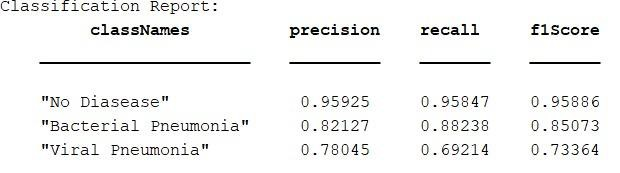 Classification Report:
classNames precision recall f1Score
"No Diasease" 0.95925 0.95847 0.95886
"Bacterial Pneumonia" 0.82127 0.88238 0.85073
"Viral Pneumonia" 0.78045 0.69214 0.73364